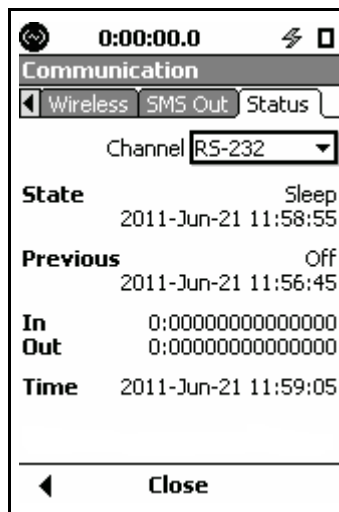 0:00:00.0
Communication
Wireless SMS Out Status
Channel RS-232
State Sleep
2011-Jun-21 11:58:55
Previous Off
2011-Jun-21 11:56:45
In 0:00000000000000
Out 0:00000000000000
Time 2011-Jun-21 11:59:05
Close